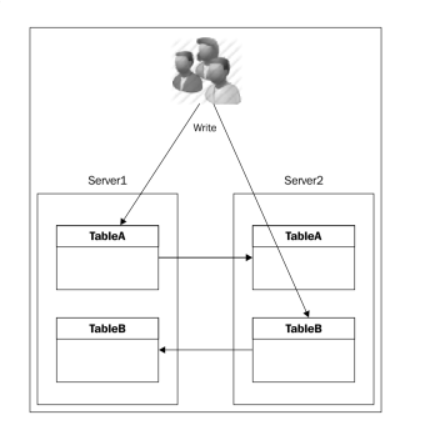 Write
Server1 Server2
TableA TableA
TableB TableB